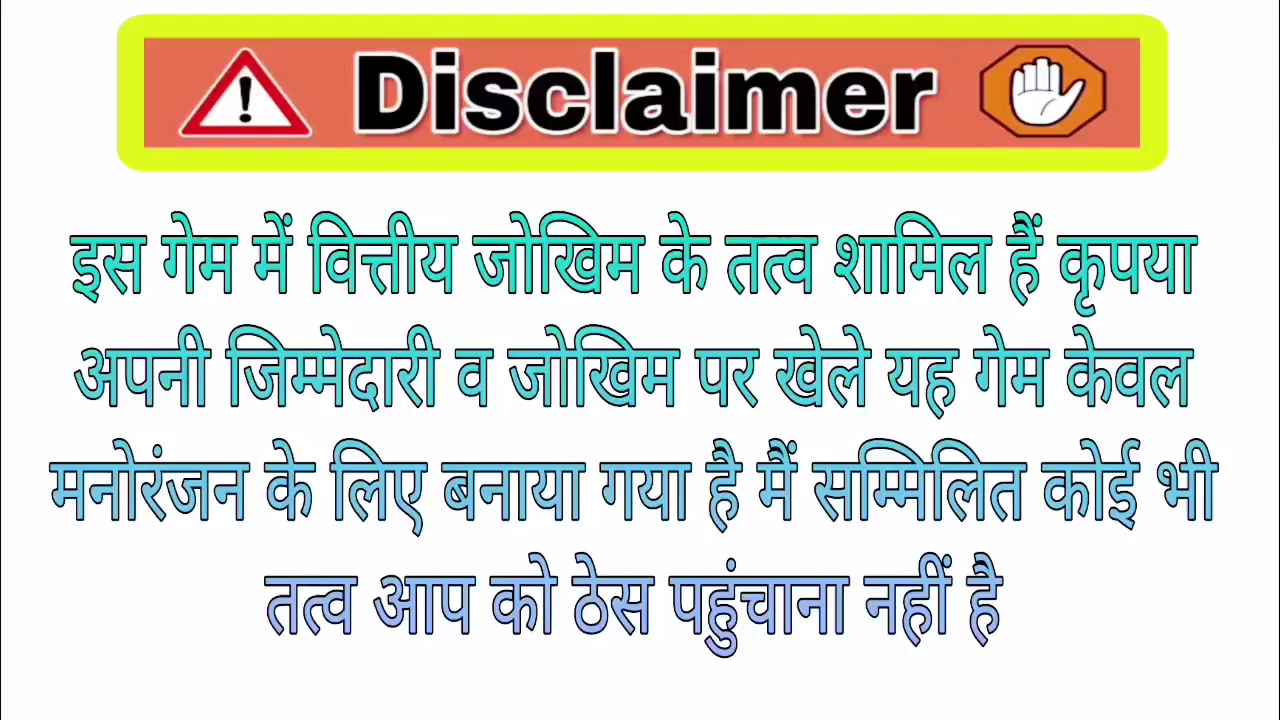 Disclaimer
इस गेम में वित्तीय जोखिम के तत्व शामिल हैं कृपया
अपनी जिम्मेदारी व जोखिम पर खेले यह गेम केवल
मनोरंजन के लिए बनाया गया है मैं सम्मिलित कोई भी
तत्व आप को ठेस पहुंचाना नहीं है